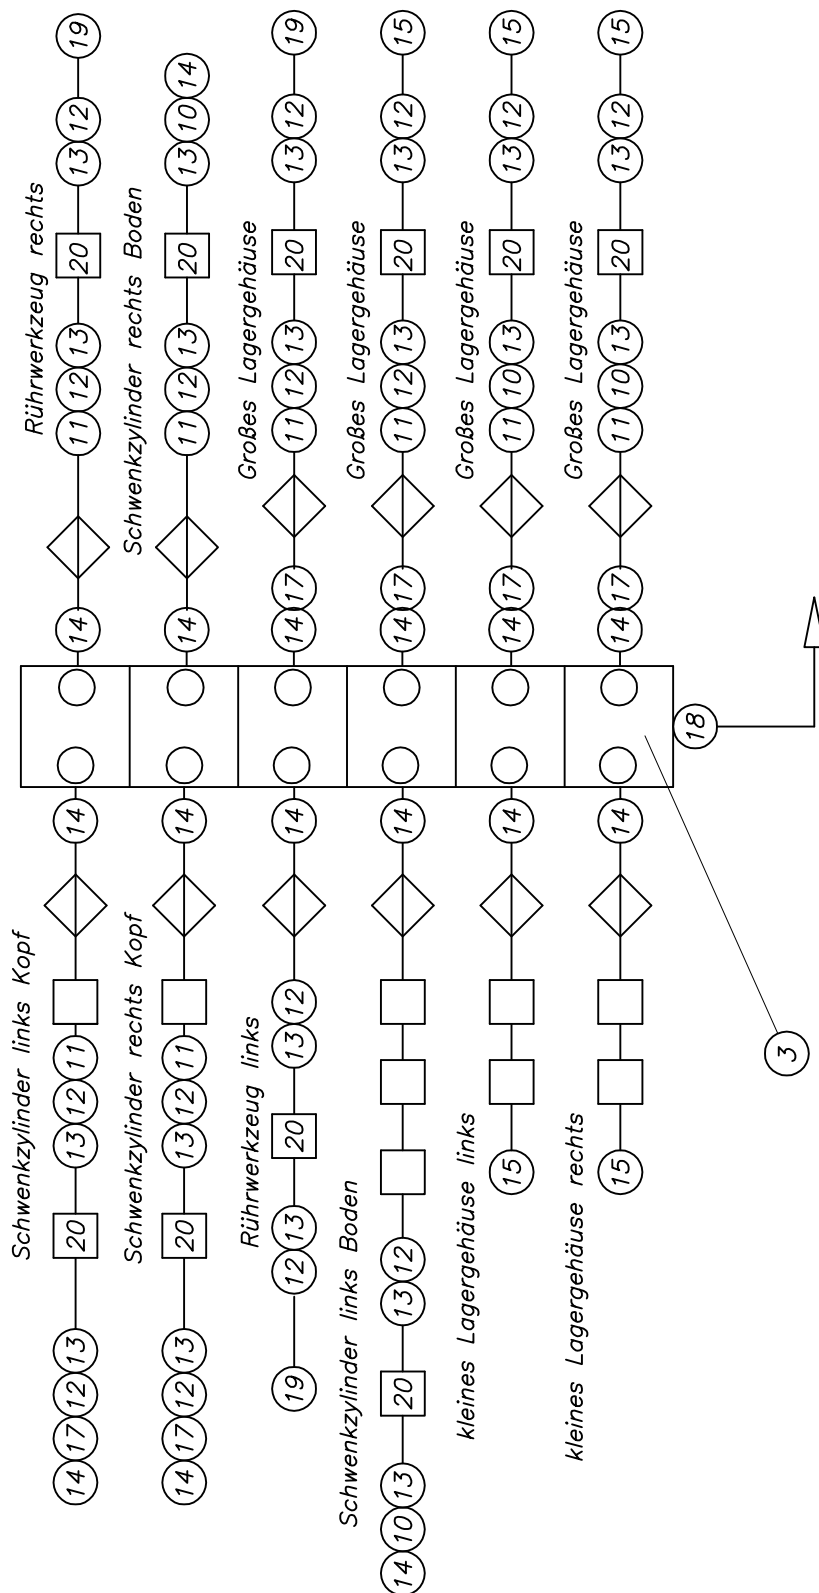 Schwenkzylinder links Kopf
Rührwerkzeug rechts
14 17 12 13 20 13 12 11 14 14 11 12 13 20 13 12 19
Schwenkzylinder rechts Kopf
Schwenkzylinder rechts Boden
14 17 12 13 20 13 12 11 14 14 11 12 13 20 13 10 14
Rührwerkzeug links
Großes Lagergehäuse
19 12 13 20 13 12 14 14 17 11 12 13 20 13 12 19
Schwenkzylinder links Boden
Großes Lagergehäuse
14 10 13 20 13 12 14 14 17 11 12 13 20 13 12 15
kleines Lagergehäuse links
Großes Lagergehäuse
15 14 14 17 11 10 13 20 13 12 15
kleines Lagergehäuse rechts
Großes Lagergehäuse
15 14 14 17 11 10 13 20 13 12 15
18
3